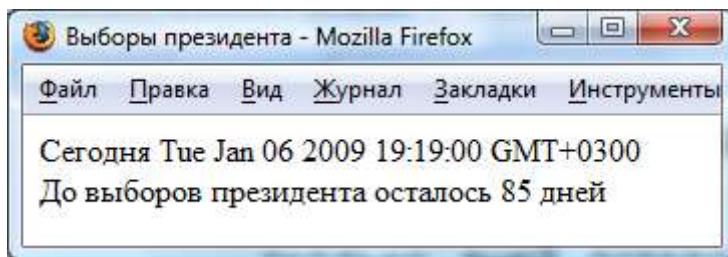 Выборы президента - Mozilla Firefox
Файл Правка Вид Журнал Закладки Инструменты
Сегодня Tue Jan 06 2009 19:19:00 GMT+0300
До выборов президента осталось 85 дней